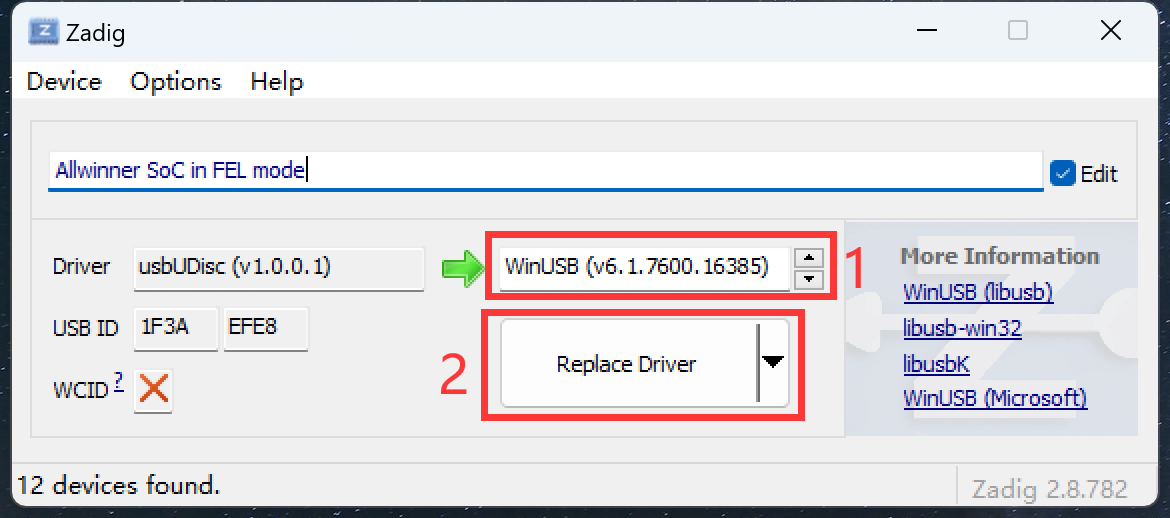 Zadig
Device Options Help
Allwinner SoC in FEL mode
Edit
Driver usbUDisc (v1.0.0.1) WinUSB (v6.1.7600.16385) 1
USB ID 1F3A EFE8
WCID ?
2 Replace Driver
More Information
WinUSB (libusb)
libusb-win32
libusbK
WinUSB (Microsoft)
12 devices found.
Zadig 2.8.782